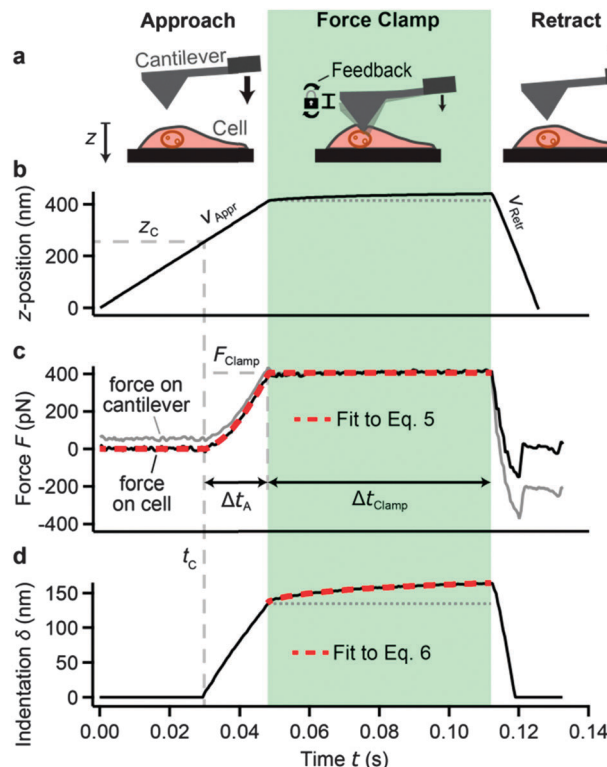 Approach
Force Clamp
Retract
a
Cantilever
Feedback
z
Cell
b
z-position (nm)
400
200
0
z_C
v_Appr
v_Retr
c
Force F (pN)
400
200
0
-200
-400
F_Clamp
force on
cantilever
force
on cell
Fit to Eq. 5
Δt_A
Δt_Clamp
t_C
d
Indentation δ (nm)
150
100
50
0
Fit to Eq. 6
0.00
0.02
0.04
0.06
0.08
0.10
0.12
0.14
Time t (s)